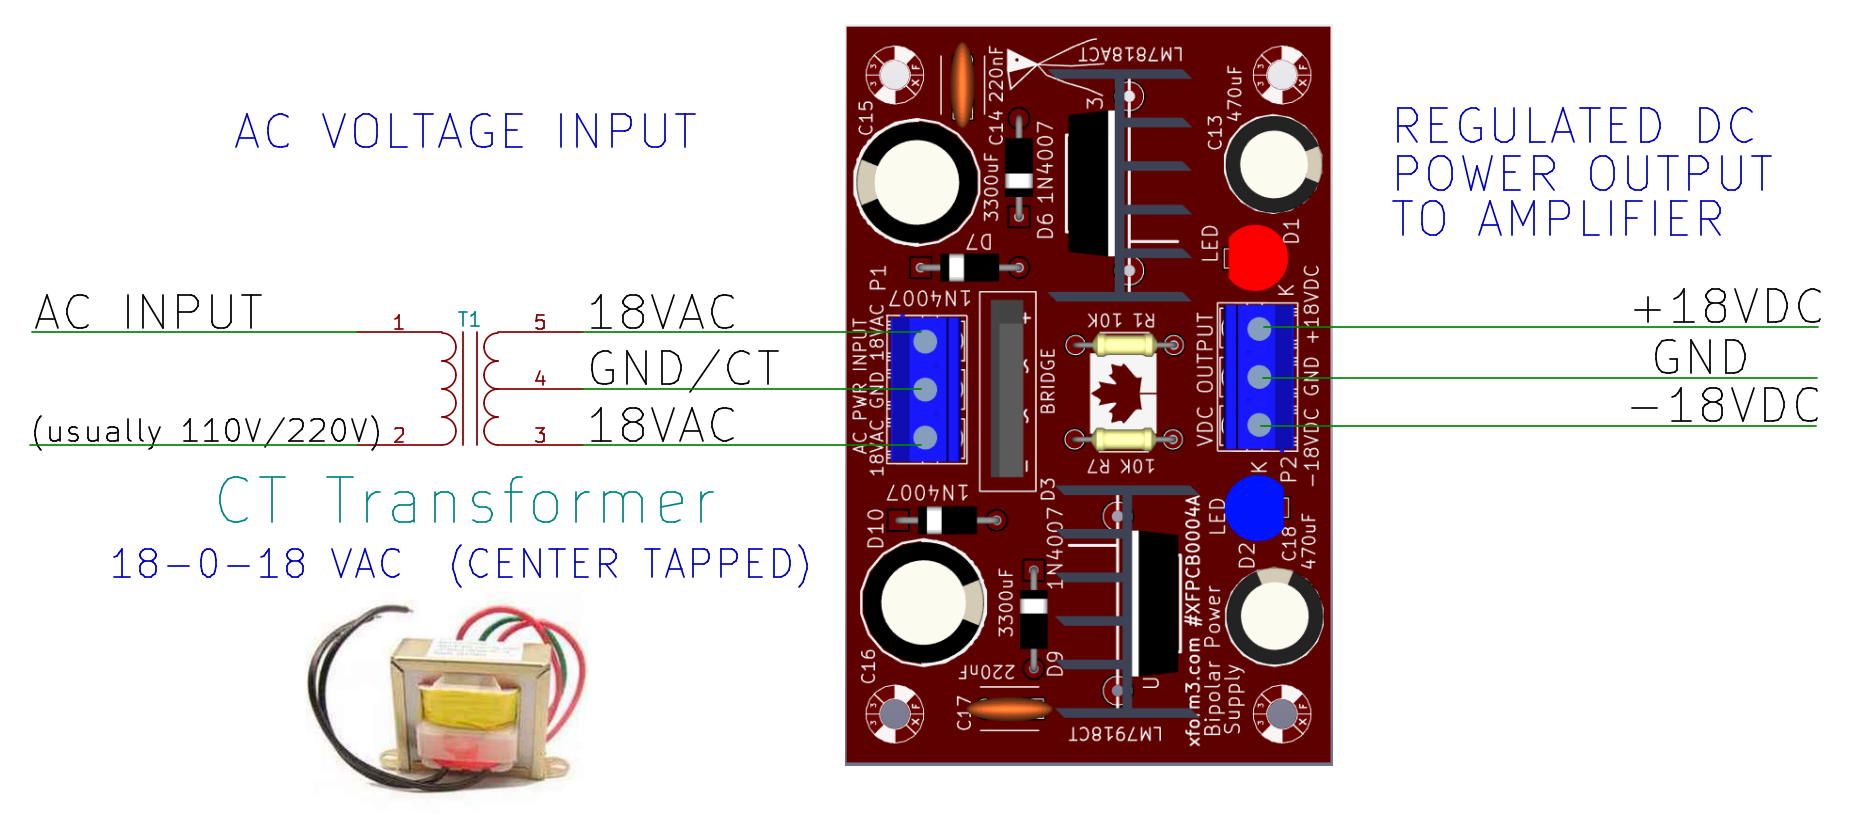 AC VOLTAGE INPUT
REGULATED DC
POWER OUTPUT
TO AMPLIFIER
AC INPUT
(usually 110V/220V)
1
2
T1
5
4
3
18VAC
GND/CT
18VAC
CT Transformer
18-0-18 VAC (CENTER TAPPED)
+18VDC
GND
-18VDC
C15
C14 220nF
LM7818ACT
3/
C13
470uF
3300uF
D6 1N4007
D7
1N4007
LED
D1
K
P1
AC PWR INPUT
18VAC GND 18VAC
+
-
BRIDGE
R1 10K
10K R7
VDC OUTPUT
-18VDC GND +18VDC
P2
K
LED
D2
C18
470uF
1N4007
D10
D3
1N4007
3300uF
D9
C16
220nF
C17
U
LM7918CT
xform3.com #XFPCB0004A
Bipolar Power
Supply